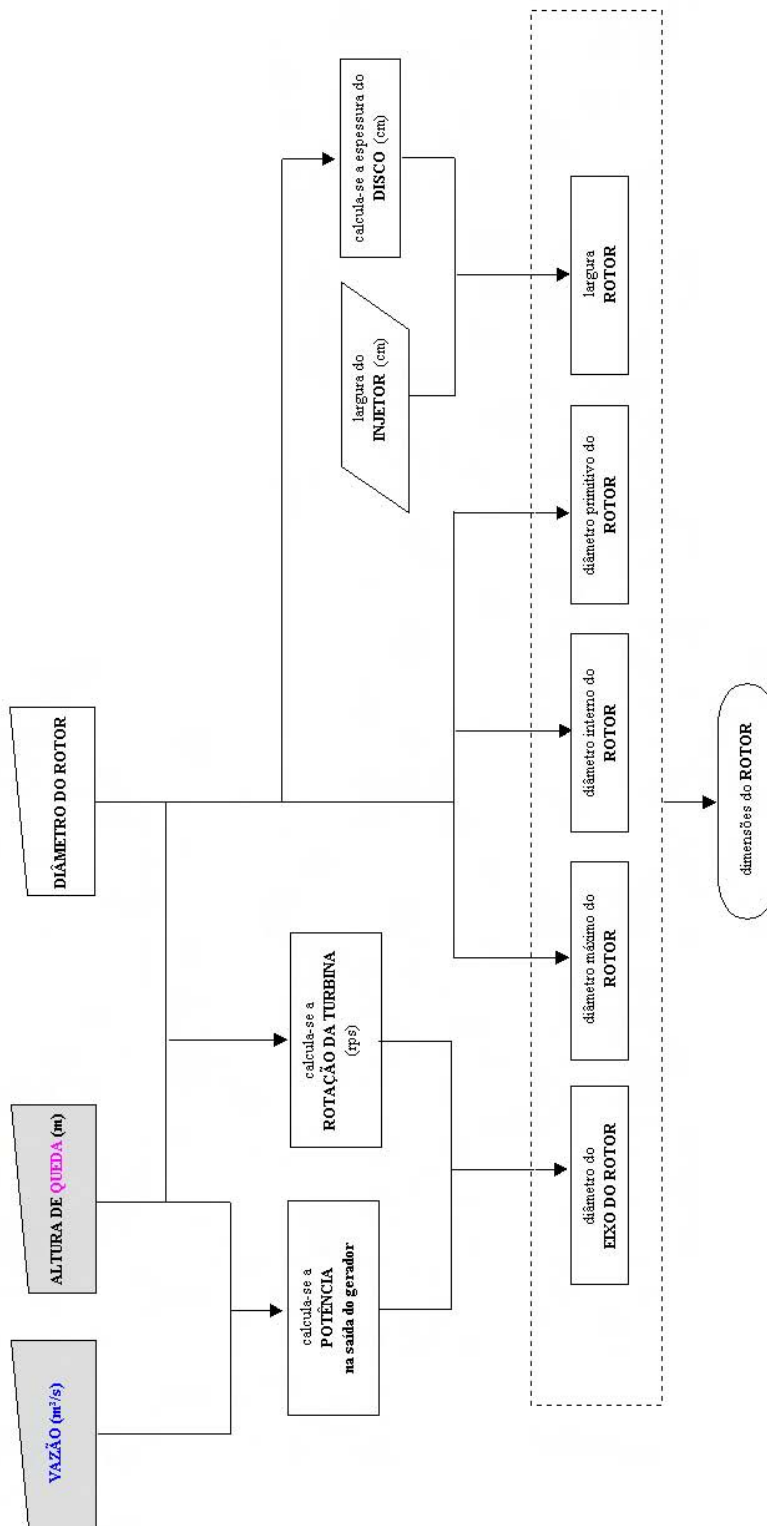 VAZÃO (m³/s)
ALTURA DE QUEDA (m)
DIÂMETRO DO ROTOR
calcula-se a
POTÊNCIA
na saída do gerador
calcula-se a
ROTAÇÃO DA TURBINA
(rps)
largura do
INJETOR (cm)
calcula-se a espessura do
DISCO (cm)
diâmetro do
EIXO DO ROTOR
diâmetro máximo do
ROTOR
diâmetro interno do
ROTOR
diâmetro primitivo do
ROTOR
largura
ROTOR
dimensões do ROTOR